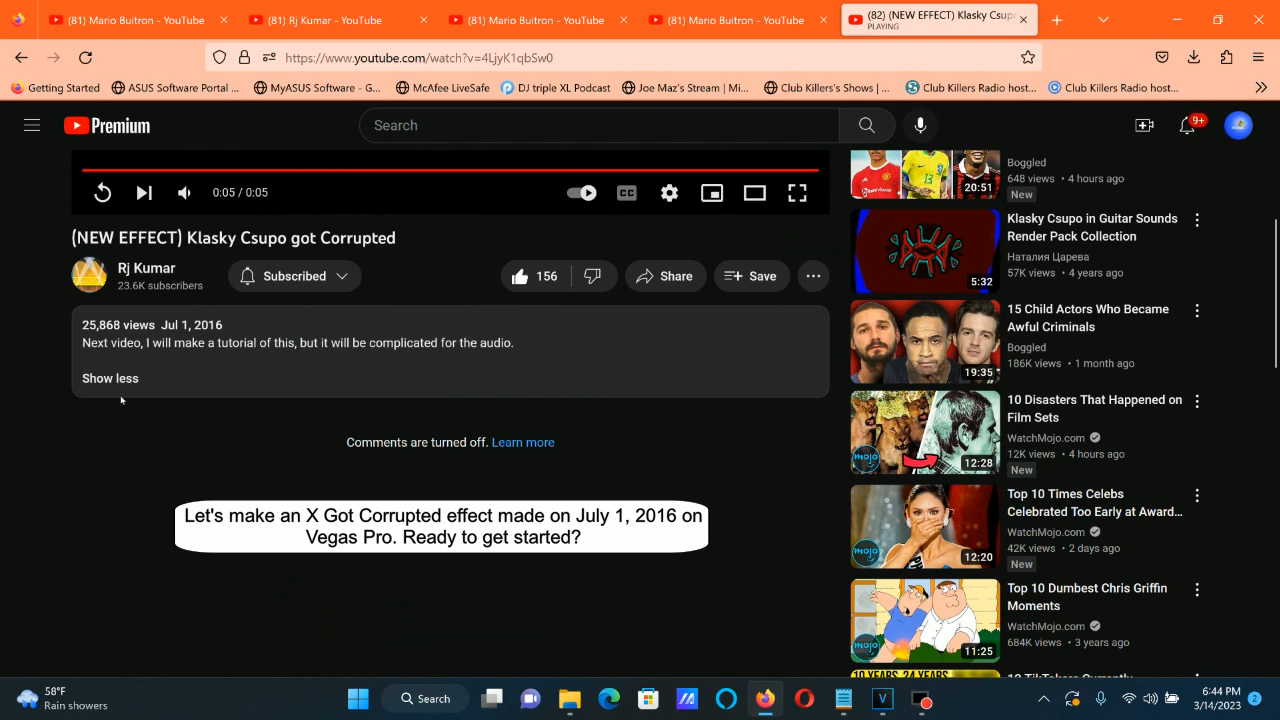 (81) Mario Buitron - YouTube
(81) Rj Kumar - YouTube
(81) Mario Buitron - YouTube
(81) Mario Buitron - YouTube
(82) (NEW EFFECT) Klasky Csupo
PLAYING
https://www.youtube.com/watch?v=4LjyK1qbSw0
Getting Started
ASUS Software Portal ...
MyASUS Software - G...
McAfee LiveSafe
DJ triple XL Podcast
Joe Maz's Stream | Mi...
Club Killers's Shows | ...
Club Killers Radio host...
Club Killers Radio host...
Premium
Search
9+
0:05 / 0:05
CC
(NEW EFFECT) Klasky Csupo got Corrupted
Rj Kumar
23.6K subscribers
Subscribed
156
Share
Save
25,868 views Jul 1, 2016
Next video, I will make a tutorial of this, but it will be complicated for the audio.
Show less
Comments are turned off. Learn more
Let's make an X Got Corrupted effect made on July 1, 2016 on
Vegas Pro. Ready to get started?
20:51
Boggled
648 views • 4 hours ago
New
5:32
Klasky Csupo in Guitar Sounds
Render Pack Collection
Наталия Царева
57K views • 4 years ago
19:35
15 Child Actors Who Became
Awful Criminals
Boggled
186K views • 1 month ago
mojo
12:28
10 Disasters That Happened on
Film Sets
WatchMojo.com
12K views • 4 hours ago
New
mojo
12:20
Top 10 Times Celebs
Celebrated Too Early at Award...
WatchMojo.com
42K views • 2 days ago
New
mojo
11:25
Top 10 Dumbest Chris Griffin
Moments
WatchMojo.com
684K views • 3 years ago
58°F
Rain showers
Search
6:44 PM
3/14/2023
2